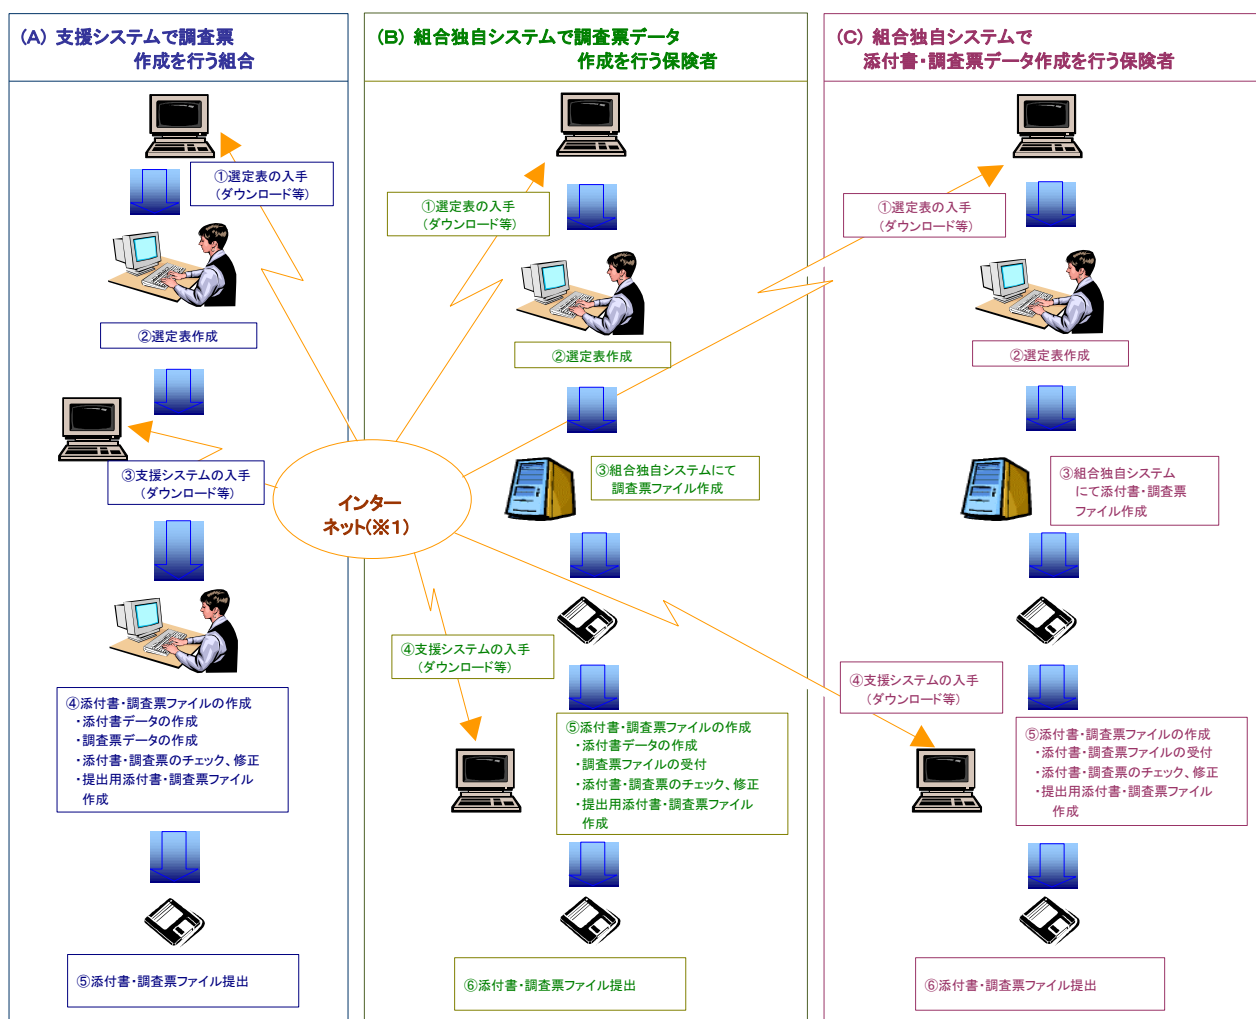 (A) 支援システムで調査票
作成を行う組合
①選定表の入手
(ダウンロード等)
②選定表作成
③支援システムの入手
(ダウンロード等)
④添付書・調査票ファイルの作成
・添付書データの作成
・調査票データの作成
・添付書・調査票のチェック、修正
・提出用添付書・調査票ファイル
作成
⑤添付書・調査票ファイル提出
インター
ネット(※1)
(B) 組合独自システムで調査票データ
作成を行う保険者
①選定表の入手
(ダウンロード等)
②選定表作成
③組合独自システムにて
調査票ファイル作成
④支援システムの入手
(ダウンロード等)
⑤添付書・調査票ファイルの作成
・添付書データの作成
・調査票ファイルの受付
・添付書・調査票のチェック、修正
・提出用添付書・調査票ファイル
作成
⑥添付書・調査票ファイル提出
(C) 組合独自システムで
添付書・調査票データ作成を行う保険者
①選定表の入手
(ダウンロード等)
②選定表作成
③組合独自システム
にて添付書・調査票
ファイル作成
④支援システムの入手
(ダウンロード等)
⑤添付書・調査票ファイルの作成
・添付書・調査票ファイルの受付
・添付書・調査票のチェック、修正
・提出用添付書・調査票ファイル
作成
⑥添付書・調査票ファイル提出